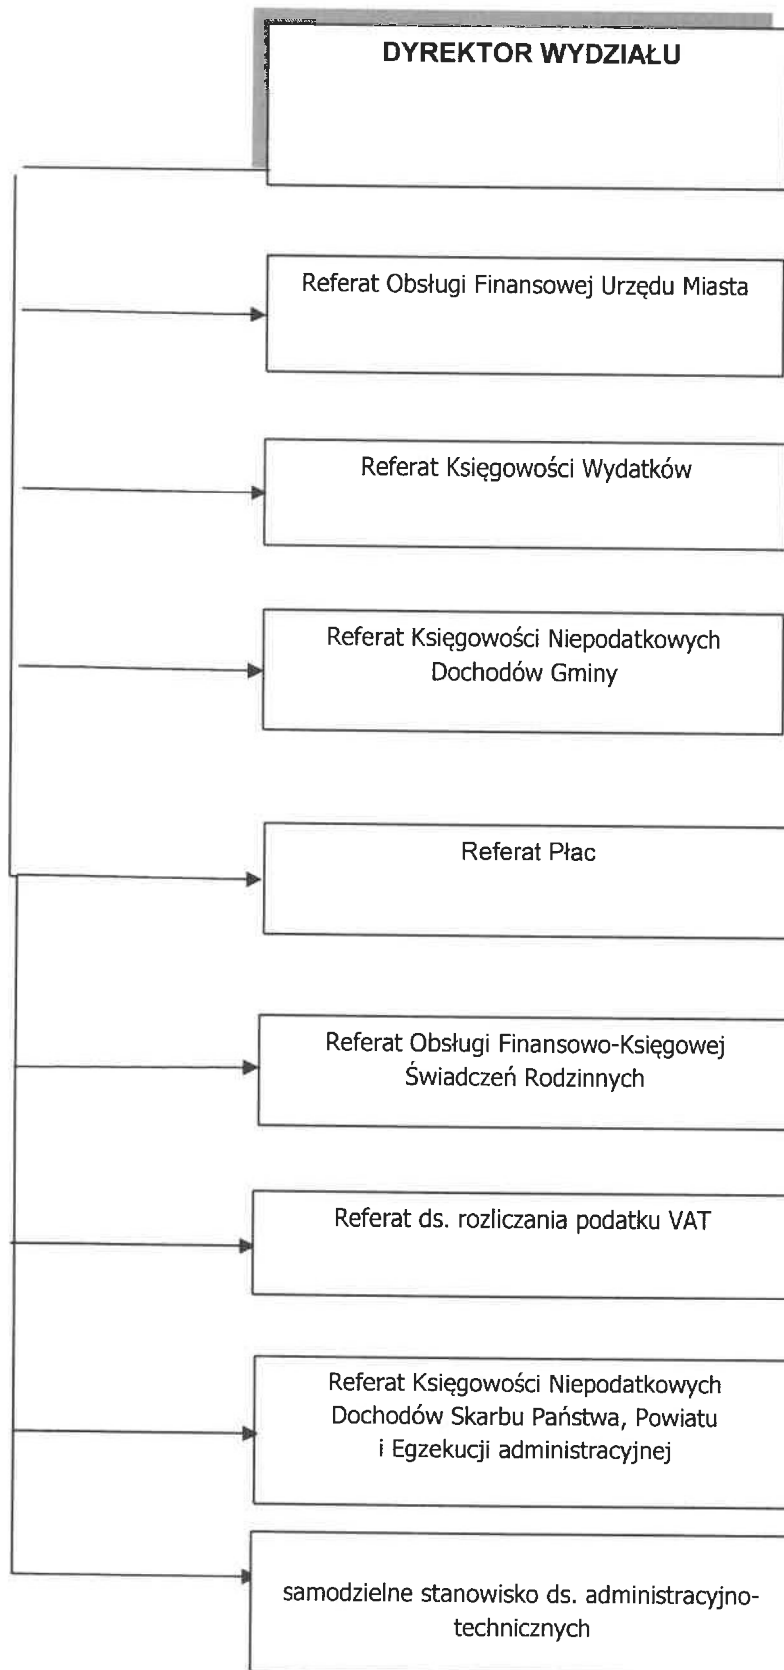 DYREKTOR WYDZIAŁU
Referat Obsługi Finansowej Urzędu Miasta
Referat Księgowości Wydatków
Referat Księgowości Niepodatkowych
Dochodów Gminy
Referat Płac
Referat Obsługi Finansowo-Księgowej
Świadczeń Rodzinnych
Referat ds. rozliczania podatku VAT
Referat Księgowości Niepodatkowych
Dochodów Skarbu Państwa, Powiatu
i Egzekucji administracyjnej
samodzielne stanowisko ds. administracyjno-
technicznych